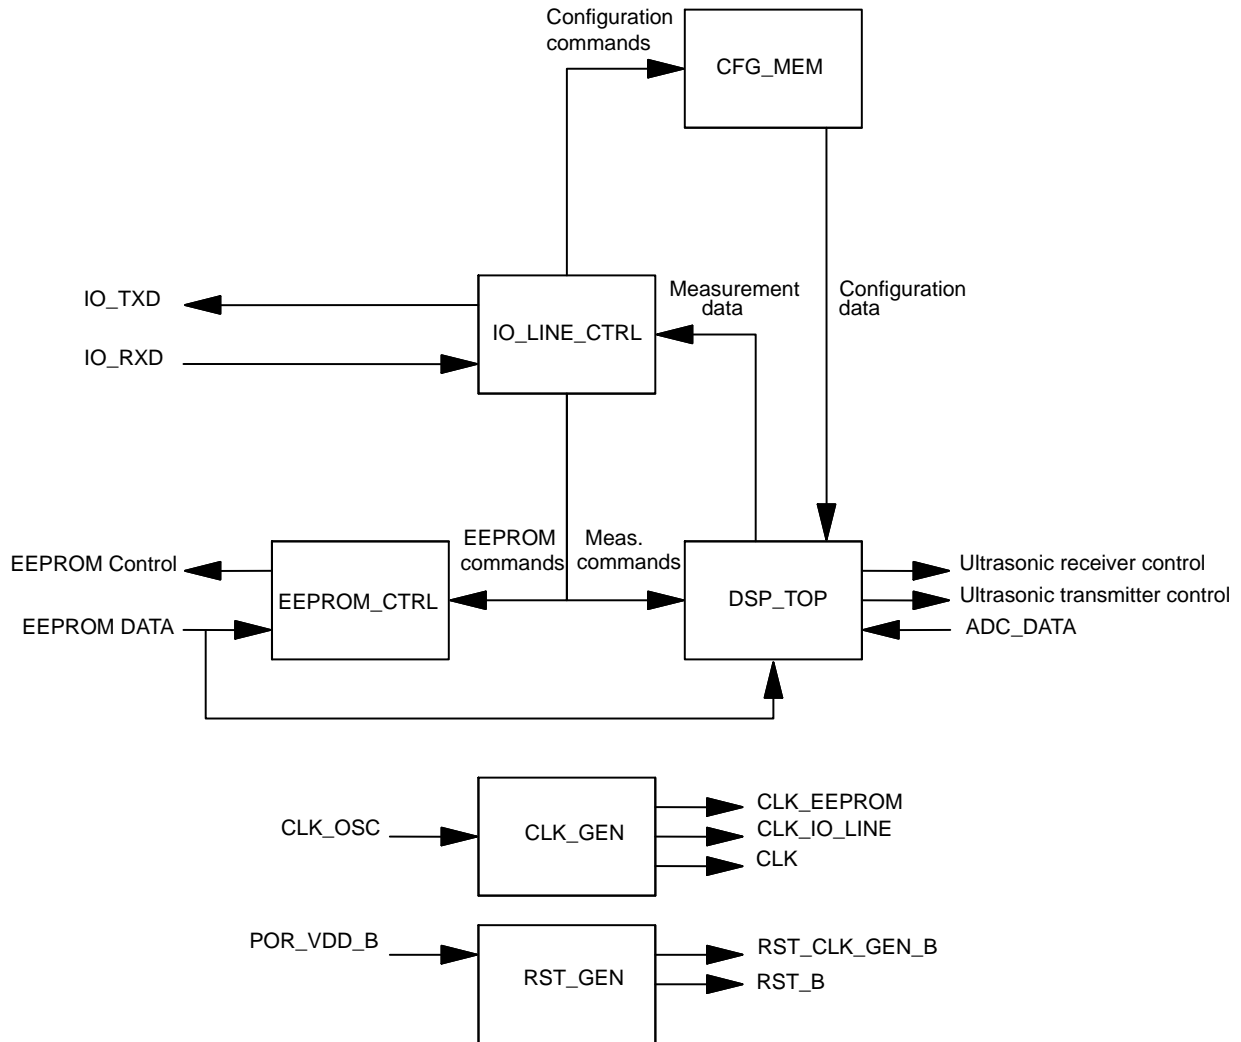 Configuration
commands
CFG_MEM
IO_TXD
IO_RXD
IO_LINE_CTRL
Measurement
data
Configuration
data
EEPROM
commands
Meas.
commands
EEPROM Control
EEPROM DATA
EEPROM_CTRL
DSP_TOP
Ultrasonic receiver control
Ultrasonic transmitter control
ADC_DATA
CLK_OSC
CLK_GEN
CLK_EEPROM
CLK_IO_LINE
CLK
POR_VDD_B
RST_GEN
RST_CLK_GEN_B
RST_B